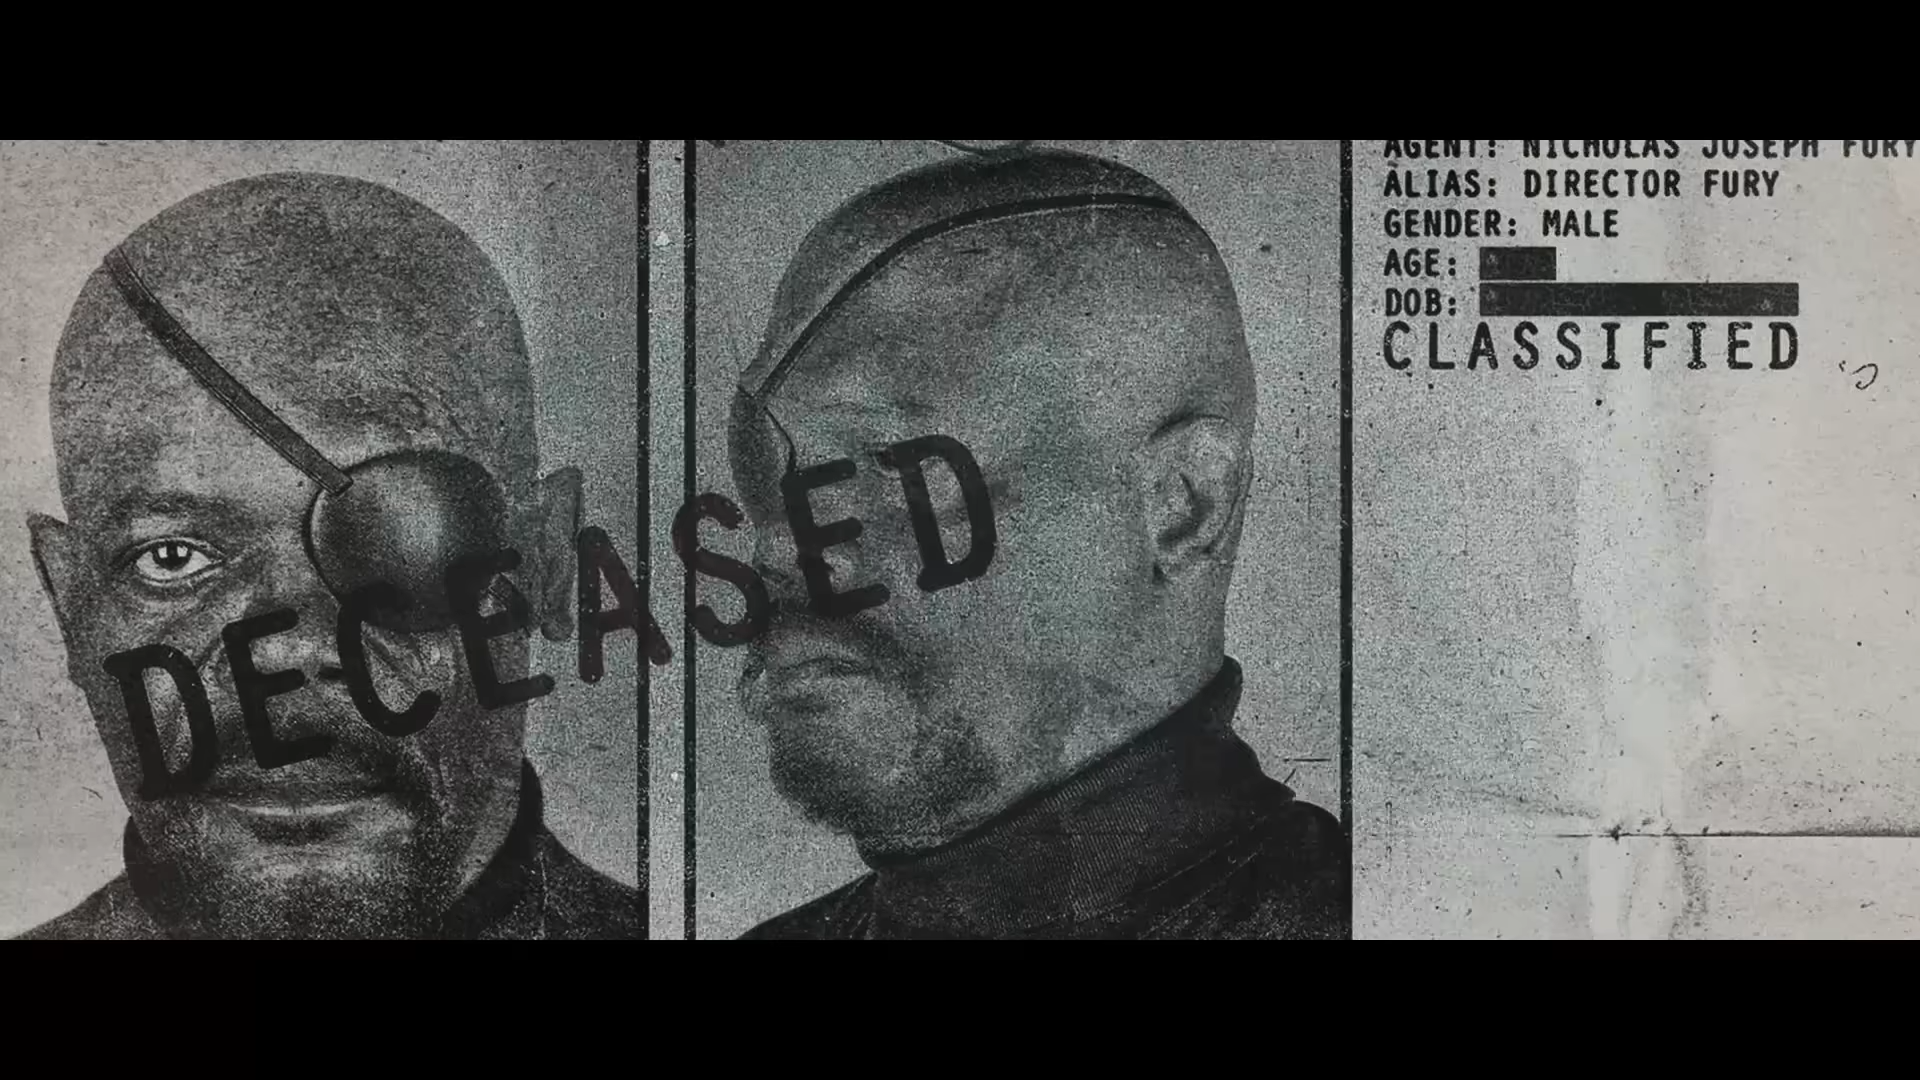 AGENT: NICHOLAS JOSEPH FURY
ALIAS: DIRECTOR FURY
GENDER: MALE
AGE:
DOB:
CLASSIFIED
DECEASED